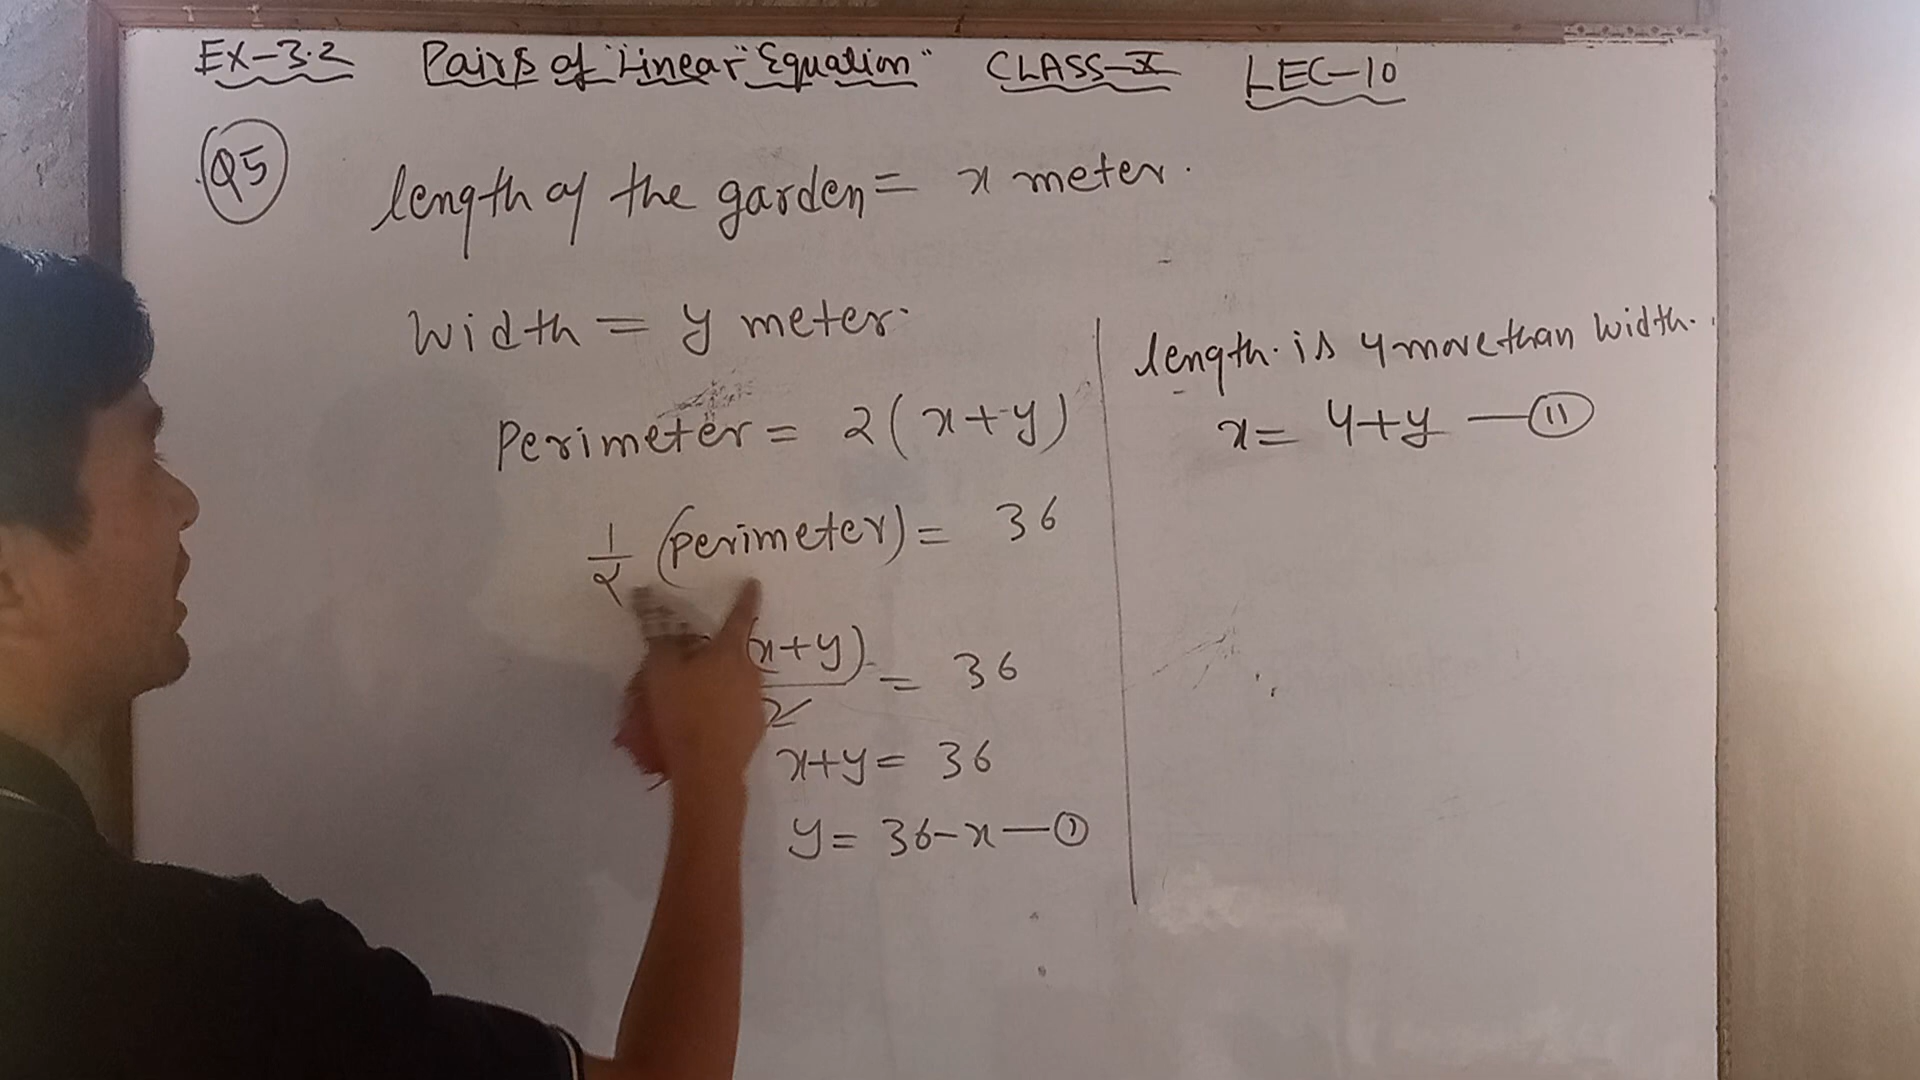 EX-3.2 Pairs of "Linear" Equation" CLASS-X LEC-10
Q5
length of the garden = x meter.
Width = y meter.
Perimeter = 2(x+y)
1/2 (perimeter) = 36
(x+y)/2 = 36
x+y = 36
y = 36-x — ①
length is 4 more than width.
x = 4+y — ⑪